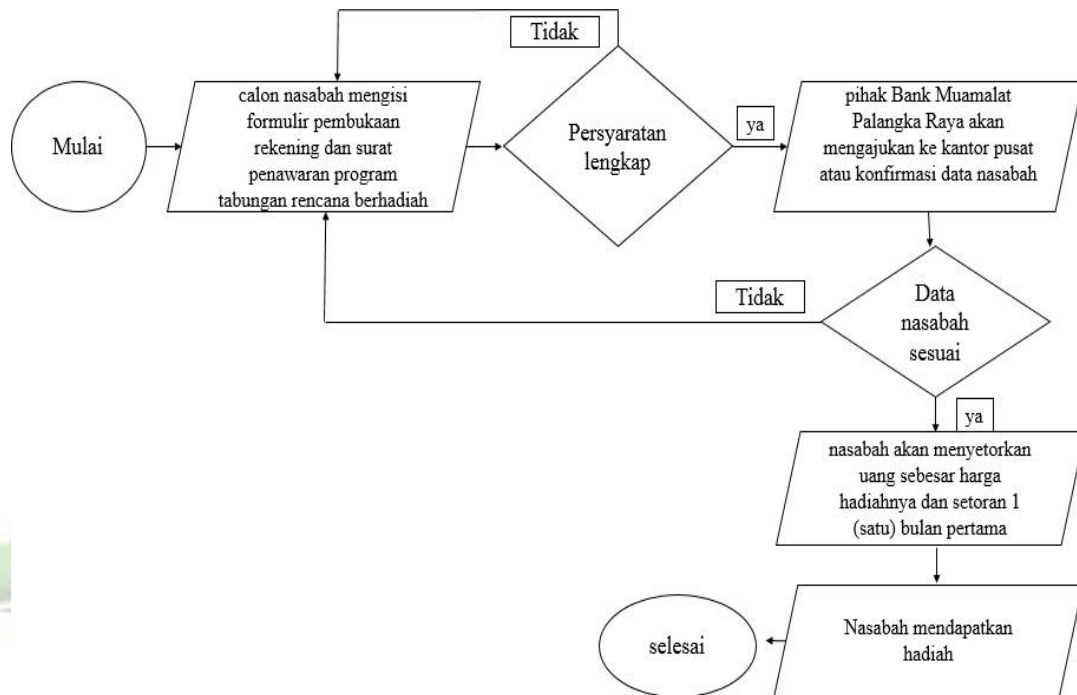 Tidak
Mulai
calon nasabah mengisi
formulir pembukaan
rekening dan surat
penawaran program
tabungan rencana berhadiah
Persyaratan
lengkap
ya
pihak Bank Muamalat
Palangka Raya akan
mengajukan ke kantor pusat
atau konfirmasi data nasabah
Tidak
Data
nasabah
sesuai
ya
nasabah akan menyetorkan
uang sebesar harga
hadiahnya dan setoran 1
(satu) bulan pertama
Nasabah mendapatkan
hadiah
selesai